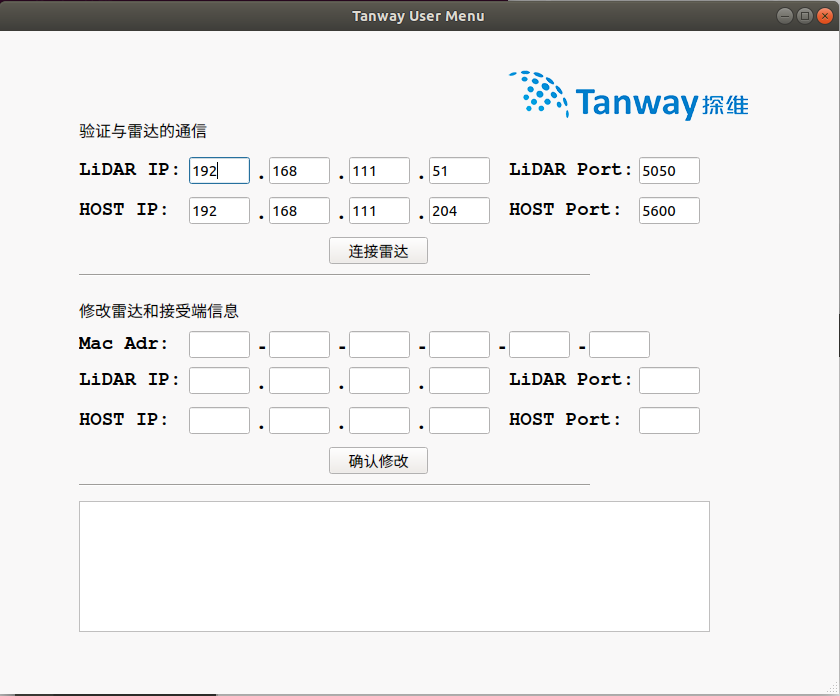 Tanway User Menu
Tanway 探维
验证与雷达的通信
LiDAR IP: 192 . 168 . 111 . 51 LiDAR Port: 5050
HOST IP: 192 . 168 . 111 . 204 HOST Port: 5600
连接雷达
修改雷达和接受端信息
Mac Adr: - - - - -
LiDAR IP: . . . LiDAR Port:
HOST IP: . . . HOST Port:
确认修改